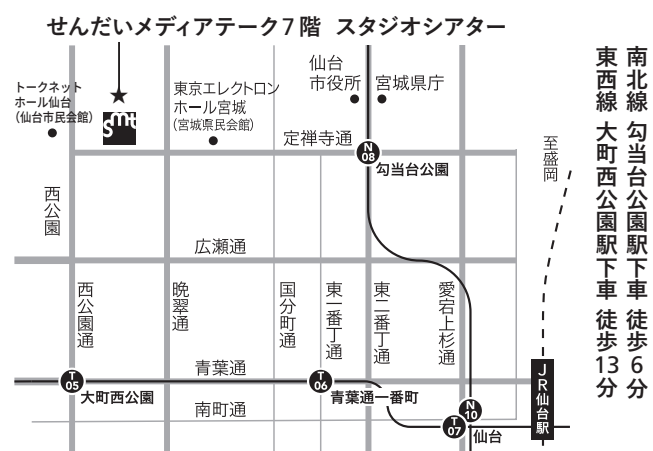 せんだいメディアテーク7階 スタジオシアター
トークネット
ホール仙台
（仙台市民会館）
smt
東京エレクトロン
ホール宮城
（宮城県民会館）
仙台
市役所
宮城県庁
定禅寺通
N
08
勾当台公園
至盛岡
西公園
広瀬通
西公園通
晩翠通
国分町通
東一番丁通
東二番丁通
愛宕上杉通
青葉通
T
05
大町西公園
T
06
青葉通一番町
南町通
N
10
T
07
仙台
JR仙台駅
南北線 勾当台公園駅下車 徒歩6分
東西線 大町西公園駅下車 徒歩13分